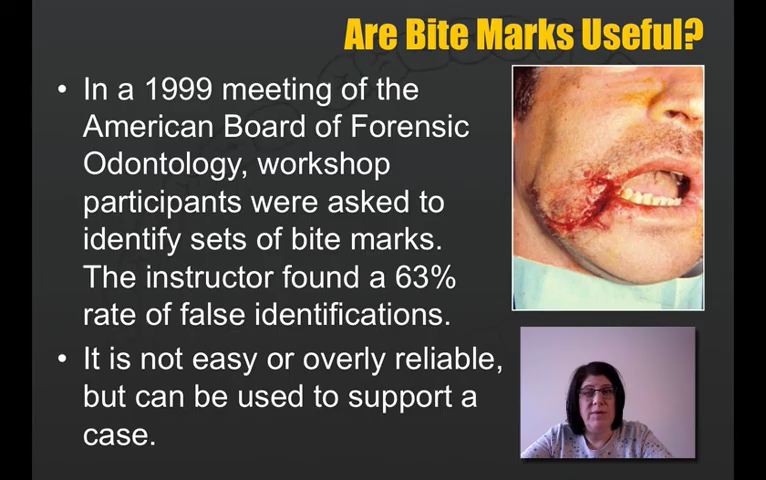 Are Bite Marks Useful?
• In a 1999 meeting of the
American Board of Forensic
Odontology, workshop
participants were asked to
identify sets of bite marks.
The instructor found a 63%
rate of false identifications.
• It is not easy or overly reliable,
but can be used to support a
case.